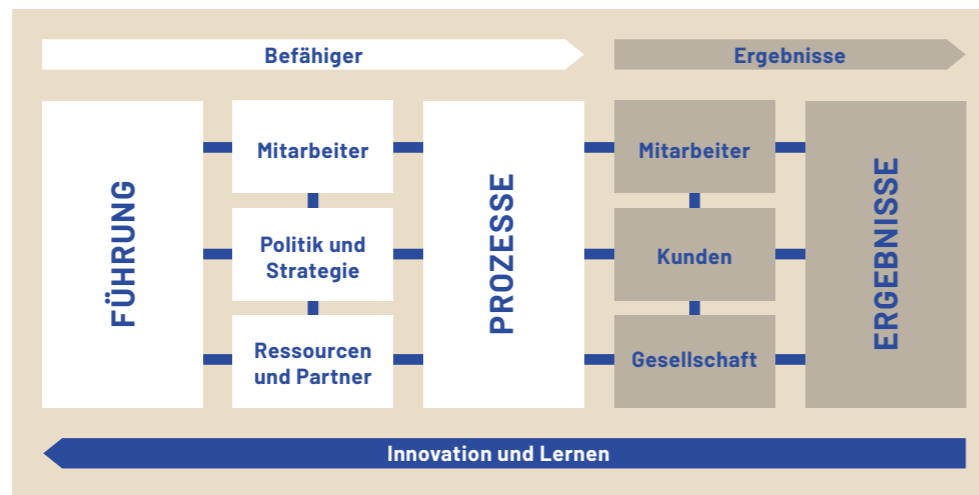 Befähiger
Ergebnisse
FÜHRUNG
Mitarbeiter
Politik und
Strategie
Ressourcen
und Partner
PROZESSE
Mitarbeiter
Kunden
Gesellschaft
ERGEBNISSE
Innovation und Lernen